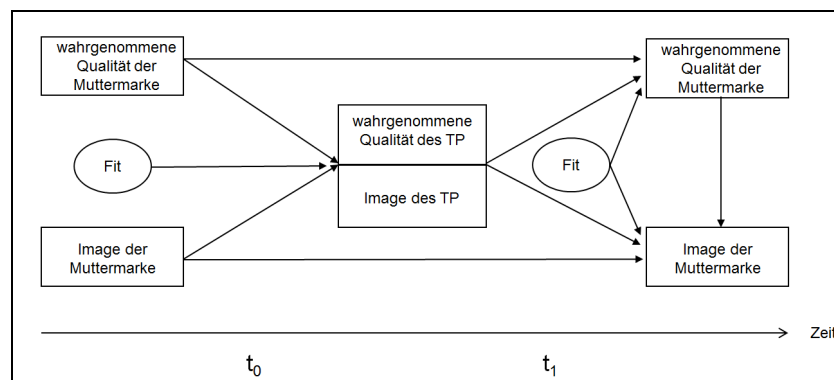 wahrgenommene
Qualität der
Muttermarke
wahrgenommene
Qualität der
Muttermarke
wahrgenommene
Qualität des TP
Fit
Fit
Image des TP
Image der
Muttermarke
Image der
Muttermarke
Zeit
t₀
t₁